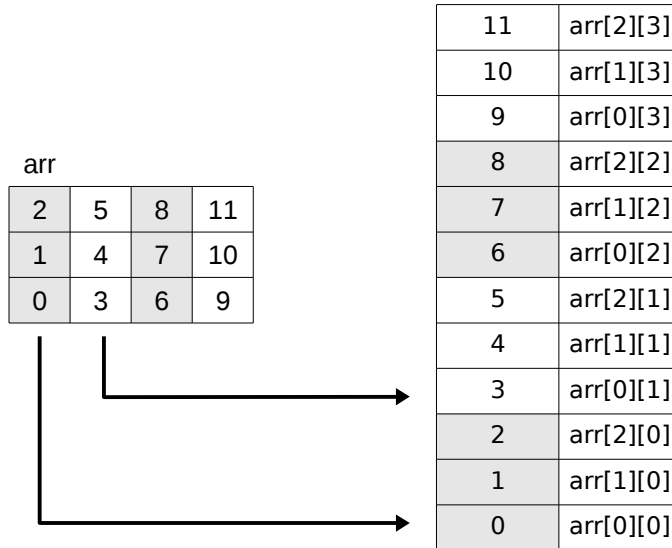 arr
2 5 8 11
1 4 7 10
0 3 6 9
11 arr[2][3]
10 arr[1][3]
9 arr[0][3]
8 arr[2][2]
7 arr[1][2]
6 arr[0][2]
5 arr[2][1]
4 arr[1][1]
3 arr[0][1]
2 arr[2][0]
1 arr[1][0]
0 arr[0][0]